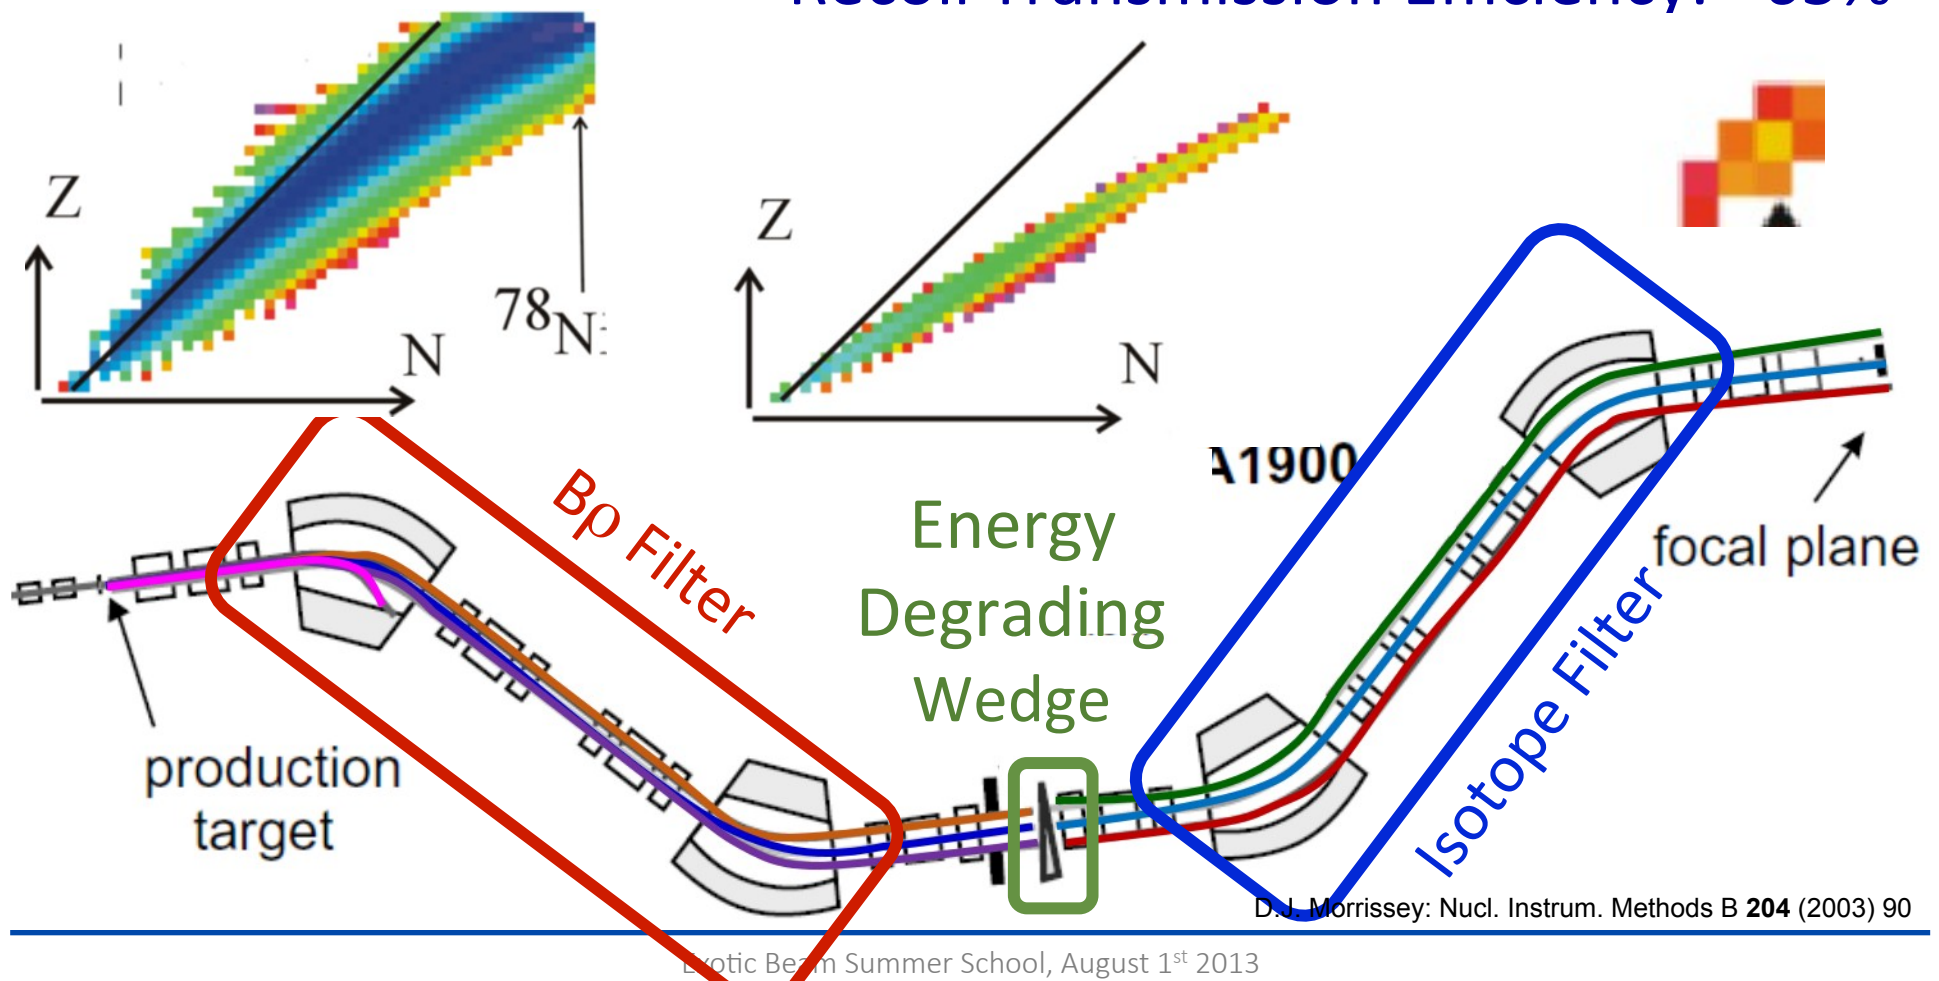 Z
N
78N
Z
N
A1900
Bρ Filter
Energy
Degrading
Wedge
Isotope Filter
focal plane
production
target
D.J. Morrissey: Nucl. Instrum. Methods B 204 (2003) 90
Exotic Beam Summer School, August 1st 2013